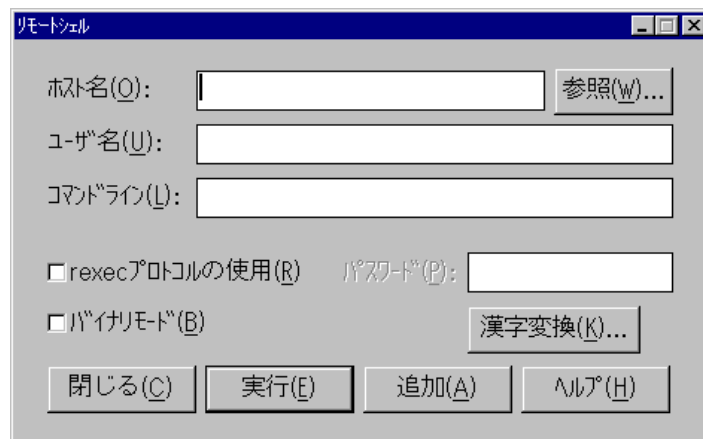 ﾘﾓｰﾄｼｪﾙ
ﾎｽﾄ名(O): 参照(W)...
ﾕｰｻﾞ名(U):
ｺﾏﾝﾄﾞﾗｲﾝ(L):
rexecﾌﾟﾛﾄｺﾙの使用(R) ﾊﾟｽﾜｰﾄﾞ(P):
ﾊﾞｲﾅﾘﾓｰﾄﾞ(B) 漢字変換(K)...
閉じる(C) 実行(E) 追加(A) ﾍﾙﾌﾟ(H)